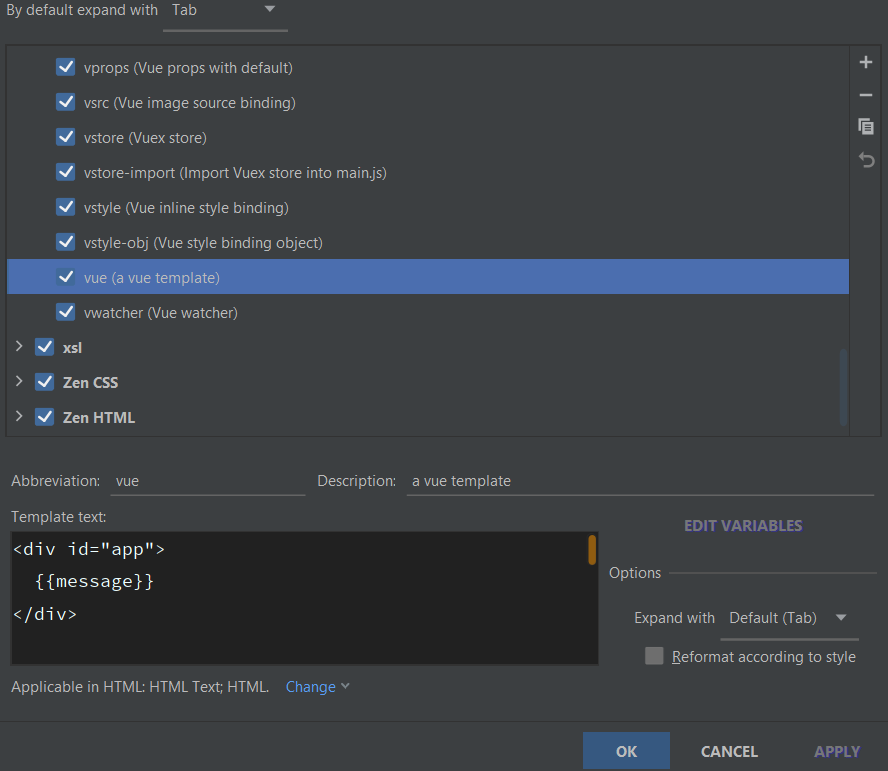 By default expand with Tab
vprops (Vue props with default)
vsrc (Vue image source binding)
vstore (Vuex store)
vstore-import (Import Vuex store into main.js)
vstyle (Vue inline style binding)
vstyle-obj (Vue style binding object)
vue (a vue template)
vwatcher (Vue watcher)
xsl
Zen CSS
Zen HTML
Abbreviation: vue Description: a vue template
Template text:
EDIT VARIABLES
<div id="app">
{{message}}
</div>
Options
Expand with Default (Tab)
Reformat according to style
Applicable in HTML: HTML Text; HTML. Change
OK CANCEL APPLY